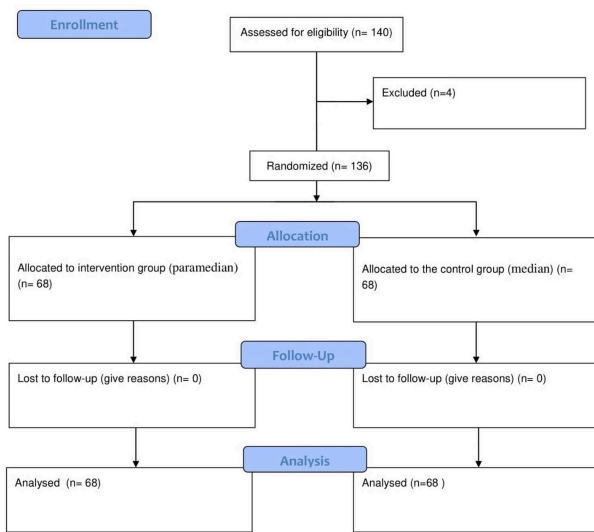 Enrollment
Assessed for eligibility (n= 140)
Excluded (n=4)
Randomized (n= 136)
Allocation
Allocated to intervention group (paramedian)
(n= 68)
Allocated to the control group (median) (n=
68)
Follow-Up
Lost to follow-up (give reasons) (n= 0)
Lost to follow-up (give reasons) (n= 0)
Analysis
Analysed (n= 68)
Analysed (n=68 )